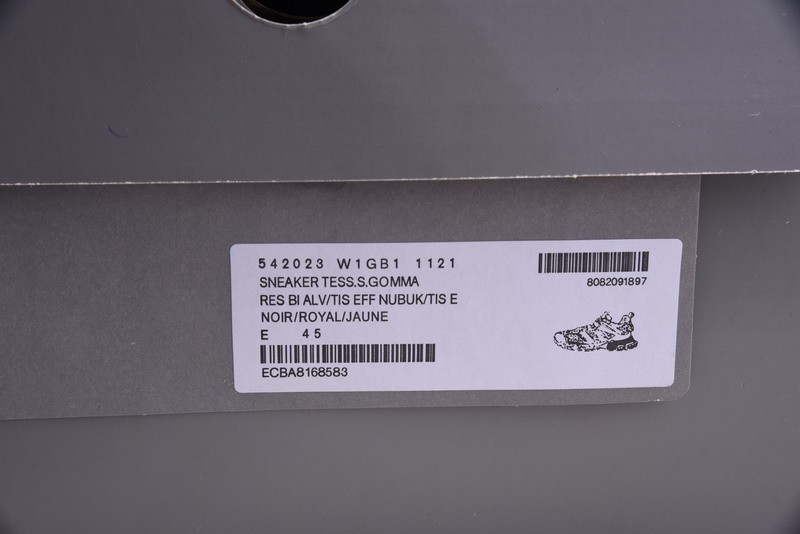 542023 W1GB1 1121
SNEAKER TESS.S.GOMMA
RES BI ALV/TIS EFF NUBUK/TIS E
NOIR/ROYAL/JAUNE
E 45
ECBA8168583
8082091897